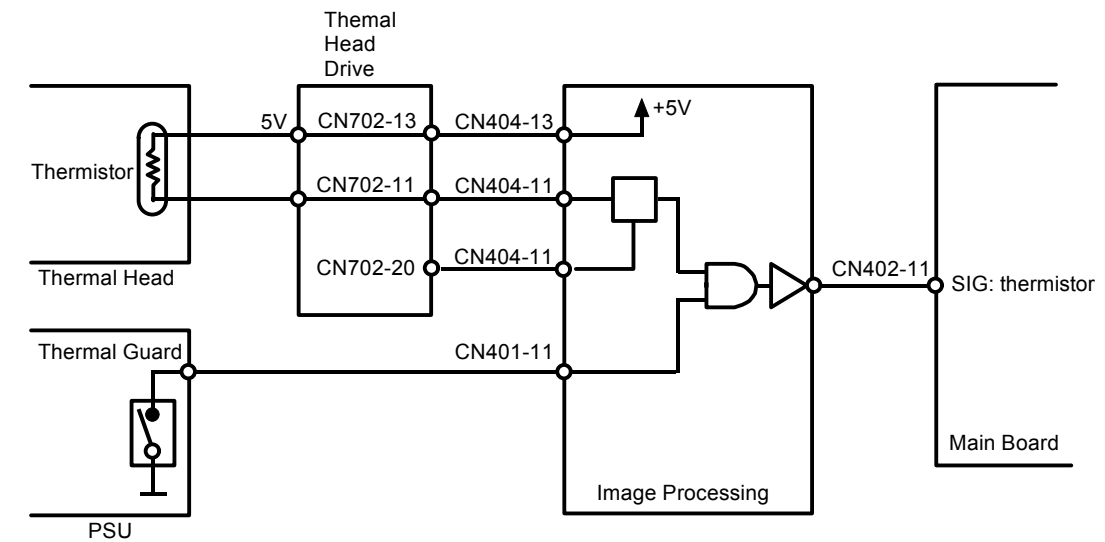 Themal
Head
Drive
5V
CN702-13
CN404-13
+5V
Thermistor
CN702-11
CN404-11
CN702-20
CN404-11
CN402-11
SIG: thermistor
Thermal Head
Thermal Guard
CN401-11
Main Board
Image Processing
PSU